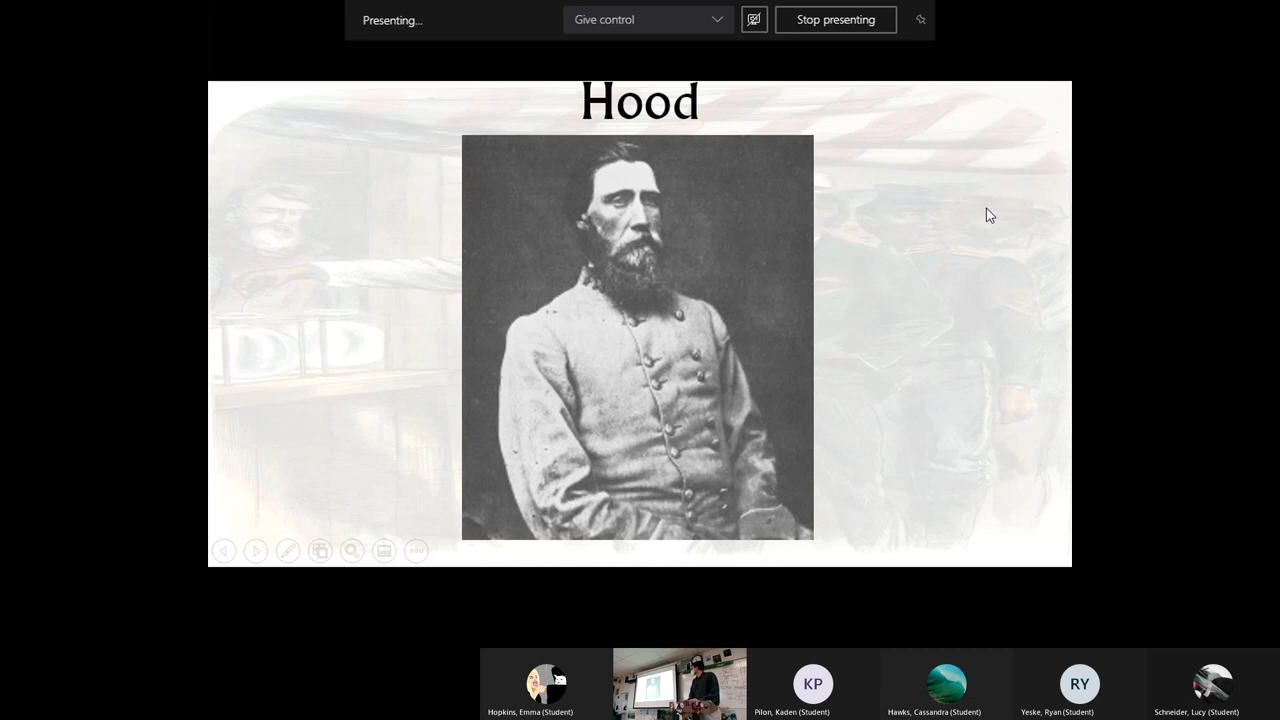 Presenting...
Give control
Stop presenting
Hood
KP
RY
Hopkins, Emma (Student)
Pilon, Kaden (Student)
Hawks, Cassandra (Student)
Yeske, Ryan (Student)
Schneider, Lucy (Student)